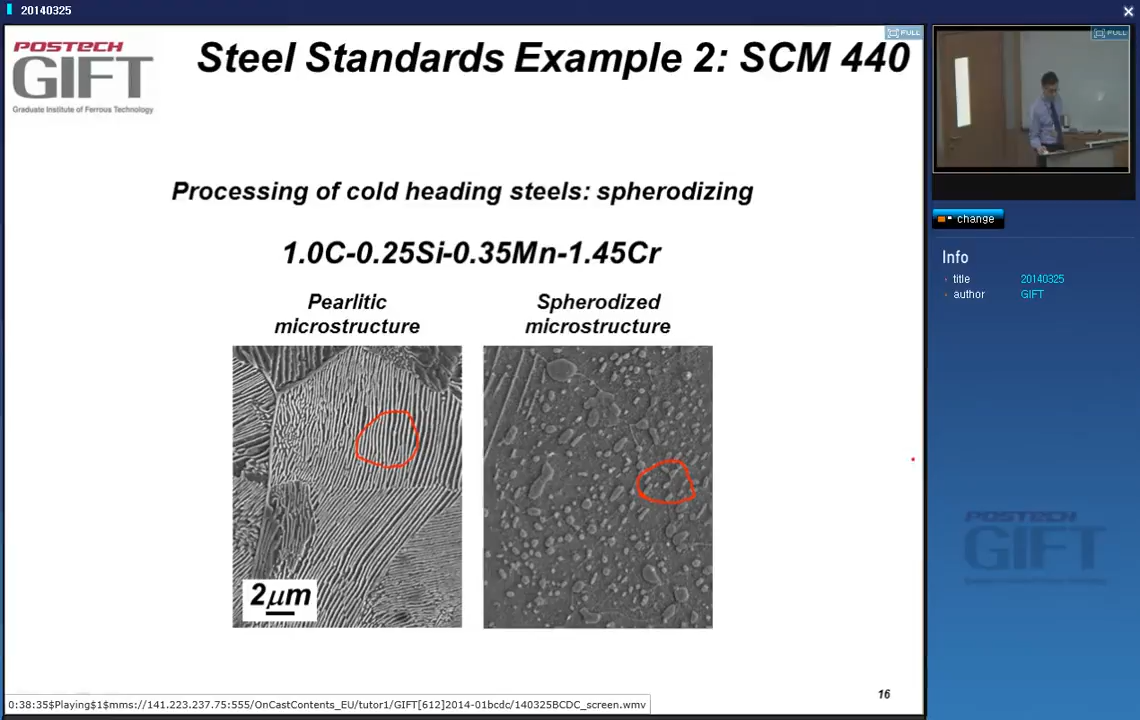 20140325
POSTECH
GIFT
Graduate Institute of Ferrous Technology
Steel Standards Example 2: SCM 440
FULL
FULL
Processing of cold heading steels: spherodizing
1.0C-0.25Si-0.35Mn-1.45Cr
Pearlitic
microstructure
Spherodized
microstructure
2μm
16
change
Info
title 20140325
author GIFT
POSTECH
GIFT
0:38:35$Playing$1$mms://141.223.237.75:555/OnCastContents_EU/tutor1/GIFT[612]2014-01bcdc/140325BCDC_screen.wmv